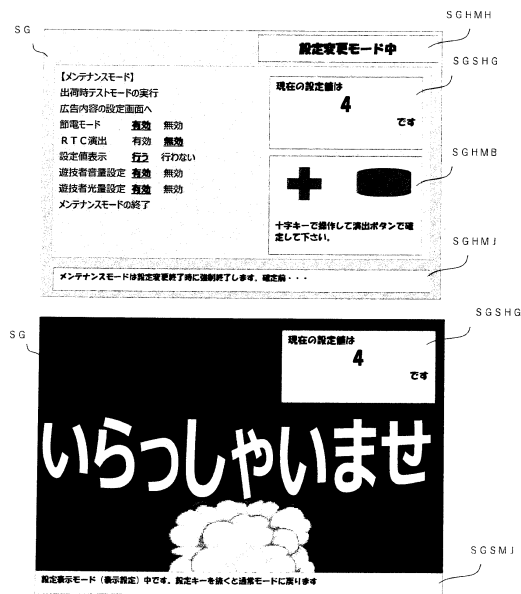 SG
SGHMH
設定変更モード中
SGSHG
【メンテナンスモード】
出荷時テストモードの実行
広告内容の設定画面へ
節電モード 有効 無効
RTC演出 有効 無効
設定値表示 行う 行わない
遊技者音量設定 有効 無効
遊技者光量設定 有効 無効
メンテナンスモードの終了
現在の設定値は
4
です
SGHMB
十字キーで操作して演出ボタンで確
定して下さい。
SGHMJ
メンテナンスモードは設定変更終了時に強制終了します。確定前・・・
SG
SGSHG
現在の設定値は
4
です
いらっしゃいませ
SGSMJ
設定表示モード（表示設定）中です。設定キーを抜くと通常モードに戻ります